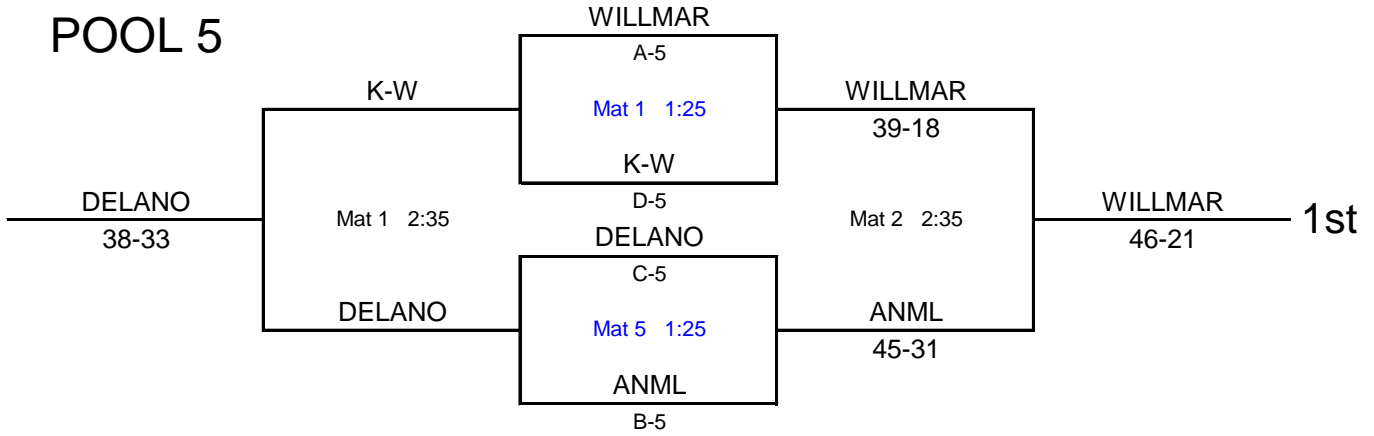 POOL 5
WILLMAR
A-5
K-W
Mat 1 1:25
WILLMAR
39-18
K-W
D-5
DELANO
38-33
Mat 1 2:35
Mat 2 2:35
WILLMAR
46-21
1st
DELANO
C-5
DELANO
Mat 5 1:25
ANML
45-31
ANML
B-5